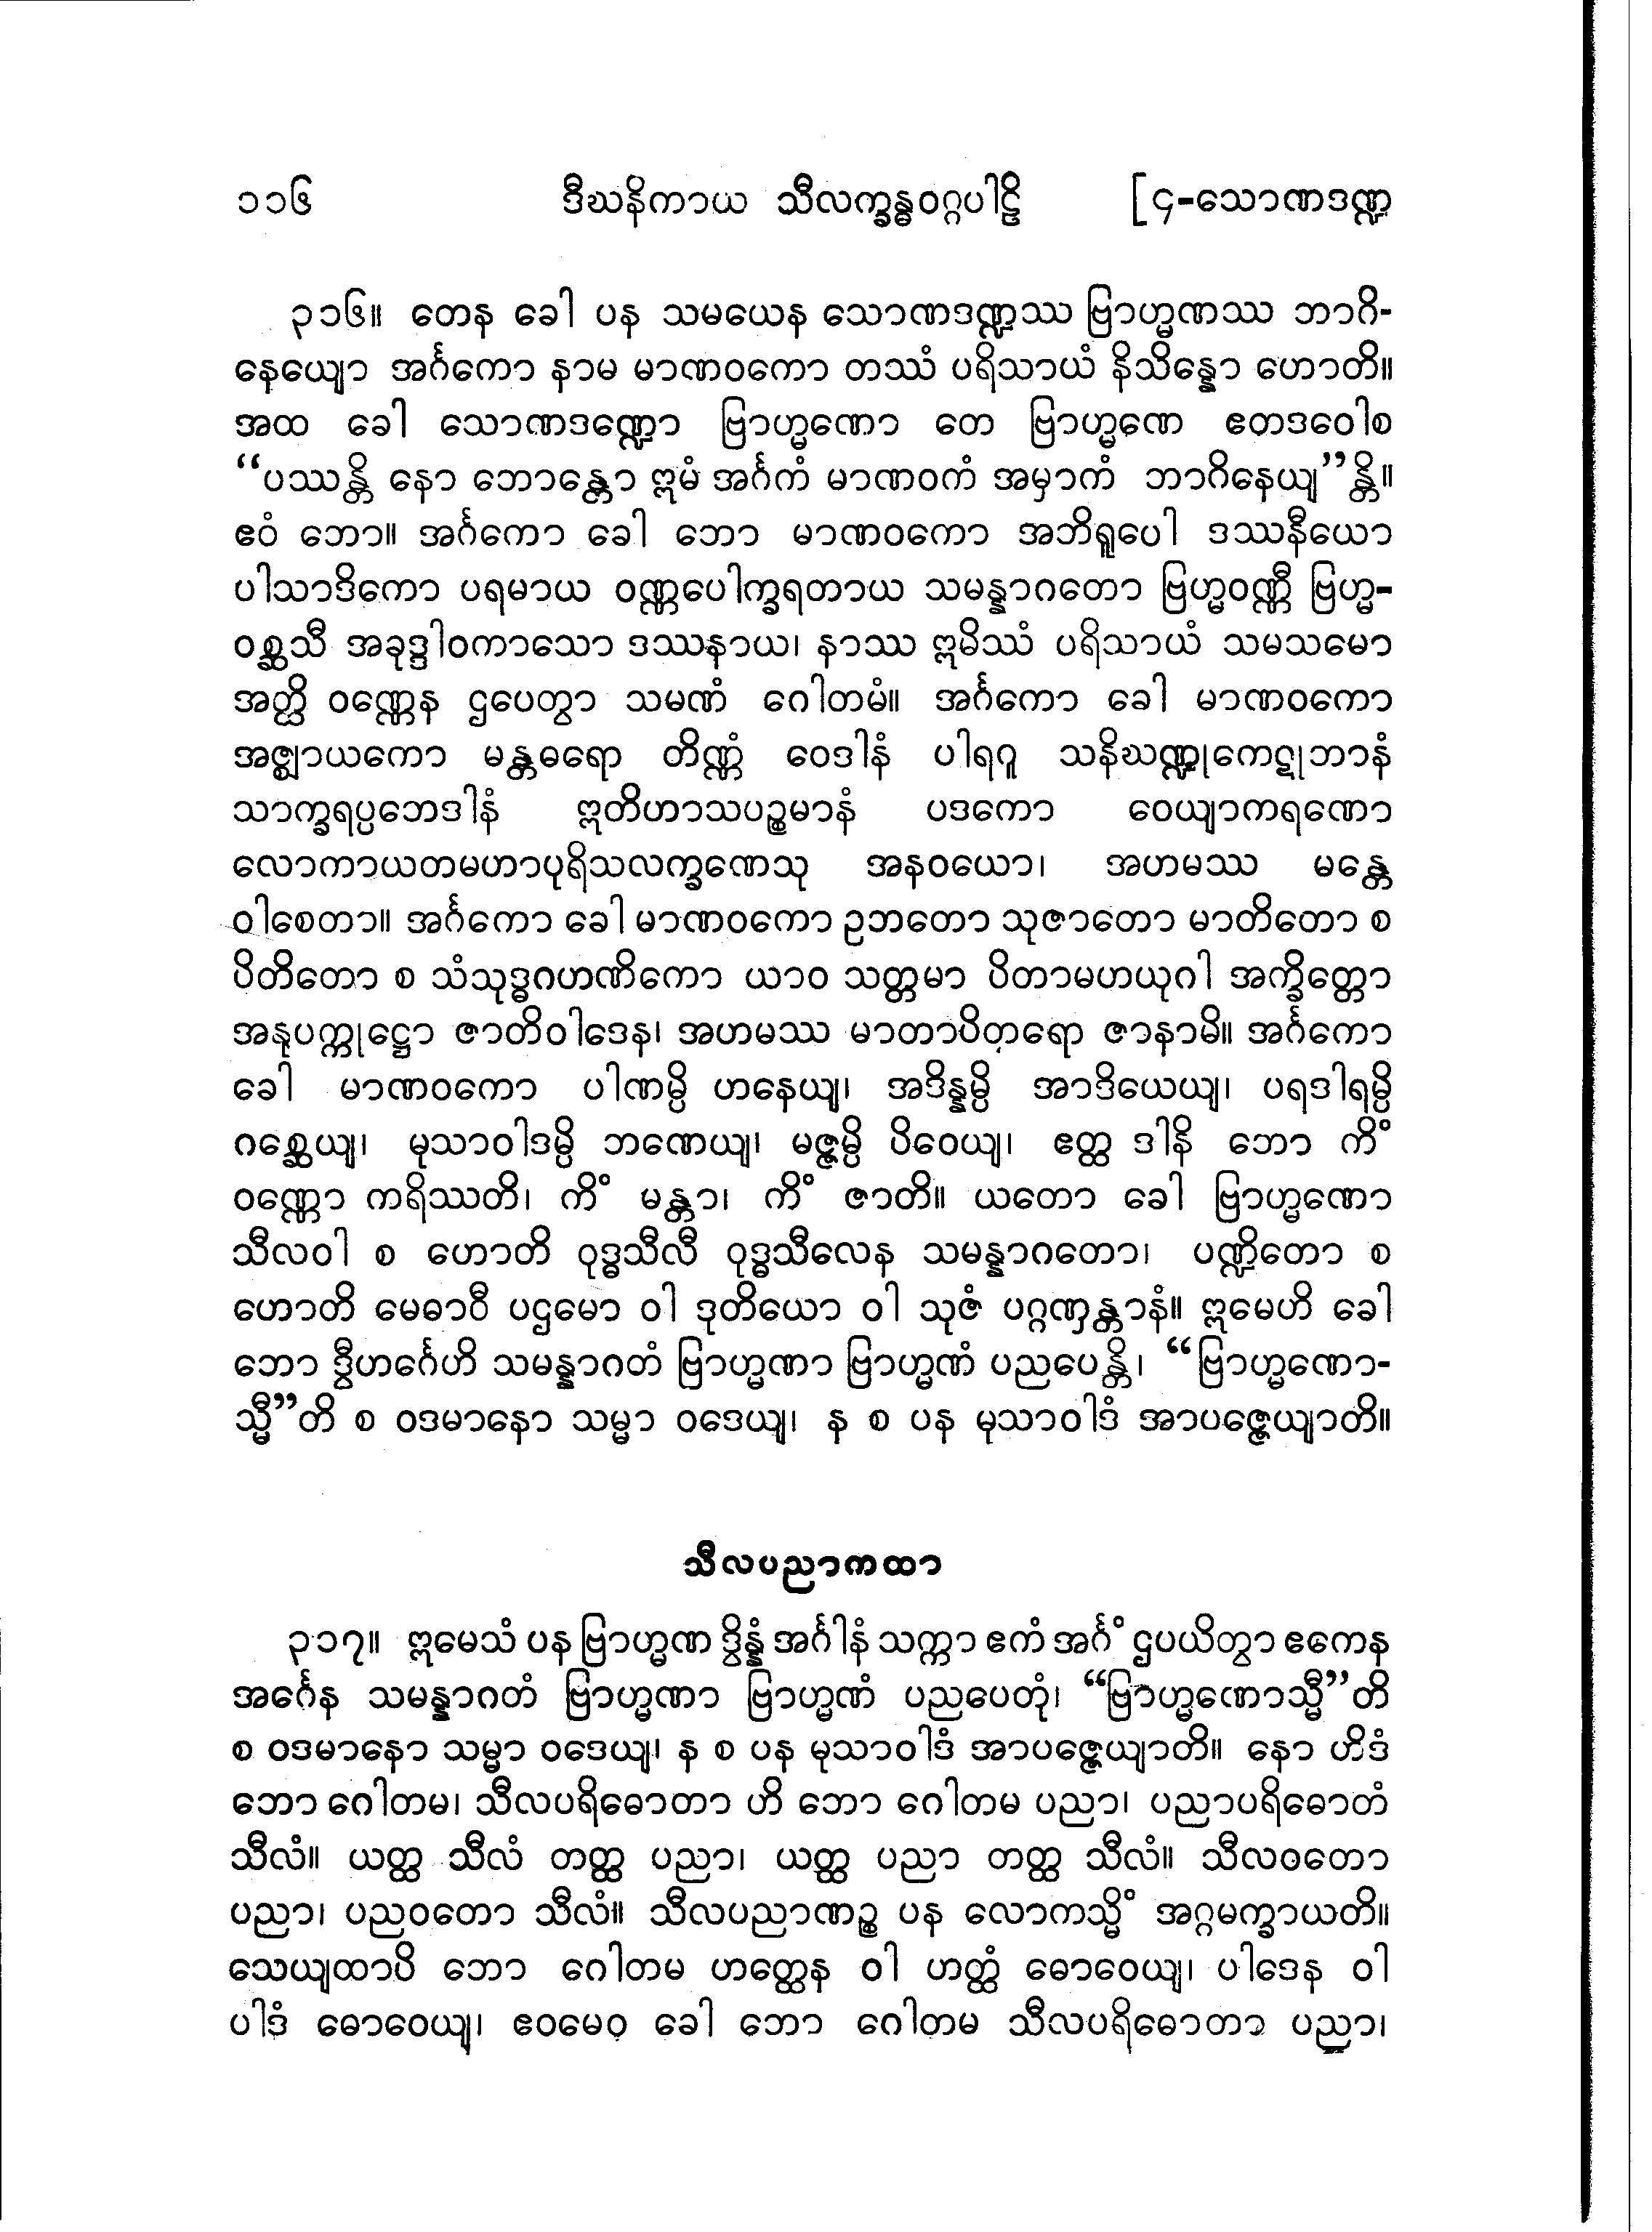 ၁၁၆ ဒီဃနိကာယ သီလက္ခန္ဓဝဂ္ဂပါဠိ [၄-သောဏဒဏ္ဍ
၃၁၆။ တေန ခေါ ပန သမယေန သောဏဒဏ္ဍဿ ဗြာဟ္မဏဿ ဘာဂိ-
နေယျော အင်္ဂကော နာမ မာဏဝကော တဿံ ပရိသာယံ နိသိန္နော ဟောတိ။
အထ ခေါ သောဏဒဏ္ဍော ဗြာဟ္မဏော တေ ဗြာဟ္မဏေ ဧတဒဝေါစ
“ပဿန္တိ နော ဘောန္တော ဣမံ အင်္ဂကံ မာဏဝကံ အမှာကံ ဘာဂိနေယျ”န္တိ။
ဧဝံ ဘော။ အင်္ဂကော ခေါ ဘော မာဏဝကော အဘိရူပေါ ဒဿနီယော
ပါသာဒိကော ပရမာယ ဝဏ္ဏပေါက္ခရတာယ သမန္နာဂတော ဗြဟ္မဝဏ္ဏီ ဗြဟ္မ-
ဝစ္ဆသီ အခုဒ္ဒါဝကာသော ဒဿနာယ၊ နာဿ ဣမိဿံ ပရိသာယံ သမသမော
အတ္ထိ ဝဏ္ဏေန ဌပေတွာ သမဏံ ဂေါတမံ။ အင်္ဂကော ခေါ မာဏဝကော
အဇ္ဈာယကော မန္တဓရော တိဏ္ဏံ ဝေဒါနံ ပါရဂူ သနိဃဏ္ဍုကေဋုဘာနံ
သာက္ခရပ္ပဘေဒါနံ ဣတိဟာသပဉ္စမာနံ ပဒကော ဝေယျာကရဏော
လောကာယတမဟာပုရိသလက္ခဏေသု အနဝယော၊ အဟမဿ မန္တေ
ဝါစေတာ။ အင်္ဂကော ခေါ မာဏဝကော ဥဘတော သုဇာတော မာတိတော စ
ပိတိတော စ သံသုဒ္ဓဂဟဏိကော ယာဝ သတ္တမာ ပိတာမဟယုဂါ အက္ခိတ္တော
အနုပက္ကုဋ္ဌော ဇာတိဝါဒေန၊ အဟမဿ မာတာပိတရော ဇာနာမိ။ အင်္ဂကော
ခေါ မာဏဝကော ပါဏမ္ပိ ဟနေယျ၊ အဒိန္နမ္ပိ အာဒိယေယျ၊ ပရဒါရမ္ပိ
ဂစ္ဆေယျ၊ မုသာဝါဒမ္ပိ ဘဏေယျ၊ မဇ္ဇမ္ပိ ပိဝေယျ၊ ဧတ္ထ ဒါနိ ဘော ကိံ
ဝဏ္ဏော ကရိဿတိ၊ ကိံ မန္တာ၊ ကိံ ဇာတိ။ ယတော ခေါ ဗြာဟ္မဏော
သီလဝါ စ ဟောတိ ဝုဒ္ဓသီလီ ဝုဒ္ဓသီလေန သမန္နာဂတော၊ ပဏ္ဍိတော စ
ဟောတိ မေဓာဝီ ပဌမော ဝါ ဒုတိယော ဝါ သုဇံ ပဂ္ဂဏှန္တာနံ။ ဣမေဟိ ခေါ
ဘော ဒွီဟင်္ဂေဟိ သမန္နာဂတံ ဗြာဟ္မဏာ ဗြာဟ္မဏံ ပညပေန္တိ၊ “ဗြာဟ္မဏော-
သ္မီ”တိ စ ဝဒမာနော သမ္မာ ဝဒေယျ၊ န စ ပန မုသာဝါဒံ အာပဇ္ဇေယျာတိ။
သီလပညာကထာ
၃၁၇။ ဣမေသံ ပန ဗြာဟ္မဏ ဒွိန္နံ အင်္ဂါနံ သက္ကာ ဧကံ အင်္ဂံ ဌပယိတွာ ဧကေန
အင်္ဂေန သမန္နာဂတံ ဗြာဟ္မဏာ ဗြာဟ္မဏံ ပညပေတုံ၊ “ဗြာဟ္မဏောသ္မီ”တိ
စ ဝဒမာနော သမ္မာ ဝဒေယျ၊ န စ ပန မုသာဝါဒံ အာပဇ္ဇေယျာတိ။ နော ဟိဒံ
ဘော ဂေါတမ၊ သီလပရိဓောတာ ဟိ ဘော ဂေါတမ ပညာ၊ ပညာပရိဓောတံ
သီလံ။ ယတ္ထ သီလံ တတ္ထ ပညာ၊ ယတ္ထ ပညာ တတ္ထ သီလံ။ သီလဝတော
ပညာ၊ ပညဝတော သီလံ။ သီလပညာဏဉ္စ ပန လောကသ္မိံ အဂ္ဂမက္ခာယတိ။
သေယျထာပိ ဘော ဂေါတမ ဟတ္ထေန ဝါ ဟတ္ထံ ဓောဝေယျ၊ ပါဒေန ဝါ
ပါဒံ ဓောဝေယျ၊ ဧဝမေဝ ခေါ ဘော ဂေါတမ သီလပရိဓောတာ ပညာ၊